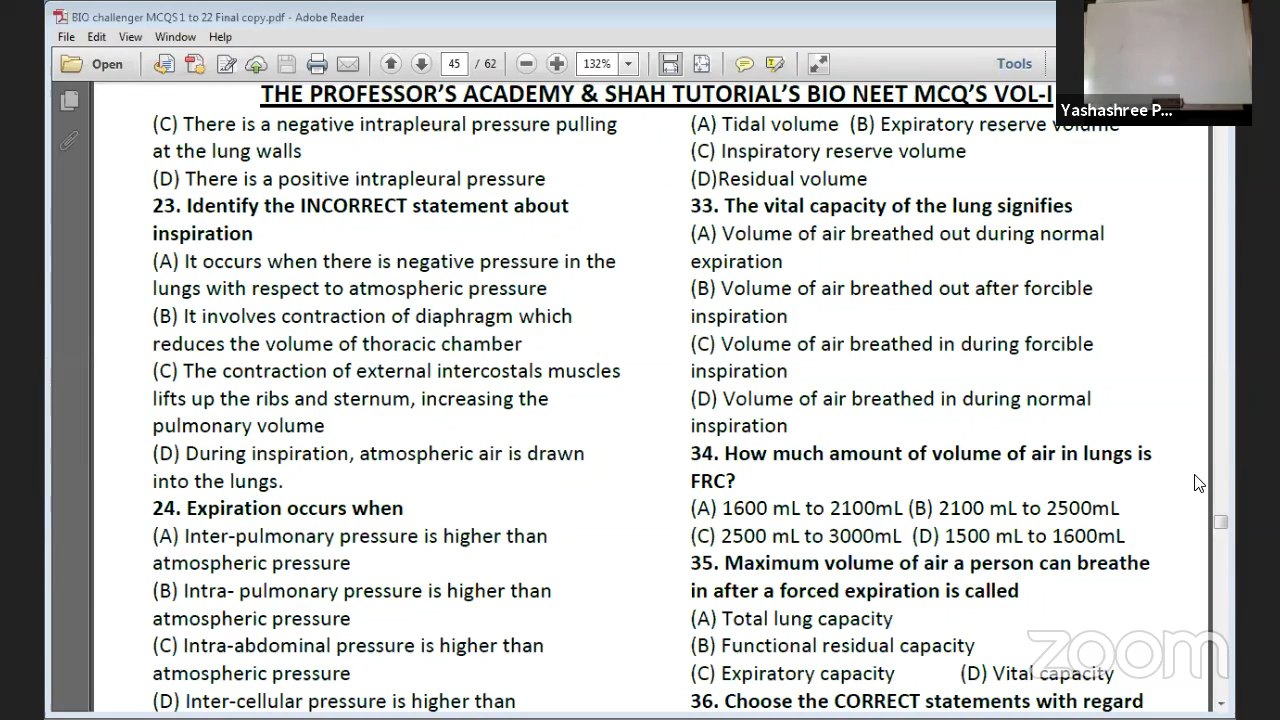 BIO challenger MCQS 1 to 22 Final copy.pdf - Adobe Reader
File Edit View Window Help
Open 45 / 62 132% Tools
Yashashree P...
THE PROFESSOR'S ACADEMY & SHAH TUTORIAL'S BIO NEET MCQ'S VOL-I
(C) There is a negative intrapleural pressure pulling
at the lung walls
(D) There is a positive intrapleural pressure
23. Identify the INCORRECT statement about
inspiration
(A) It occurs when there is negative pressure in the
lungs with respect to atmospheric pressure
(B) It involves contraction of diaphragm which
reduces the volume of thoracic chamber
(C) The contraction of external intercostals muscles
lifts up the ribs and sternum, increasing the
pulmonary volume
(D) During inspiration, atmospheric air is drawn
into the lungs.
24. Expiration occurs when
(A) Inter-pulmonary pressure is higher than
atmospheric pressure
(B) Intra- pulmonary pressure is higher than
atmospheric pressure
(C) Intra-abdominal pressure is higher than
atmospheric pressure
(D) Inter-cellular pressure is higher than
(A) Tidal volume (B) Expiratory reserve volume
(C) Inspiratory reserve volume
(D)Residual volume
33. The vital capacity of the lung signifies
(A) Volume of air breathed out during normal
expiration
(B) Volume of air breathed out after forcible
inspiration
(C) Volume of air breathed in during forcible
inspiration
(D) Volume of air breathed in during normal
inspiration
34. How much amount of volume of air in lungs is
FRC?
(A) 1600 mL to 2100mL (B) 2100 mL to 2500mL
(C) 2500 mL to 3000mL (D) 1500 mL to 1600mL
35. Maximum volume of air a person can breathe
in after a forced expiration is called
(A) Total lung capacity
(B) Functional residual capacity
(C) Expiratory capacity (D) Vital capacity
36. Choose the CORRECT statements with regard
zoom